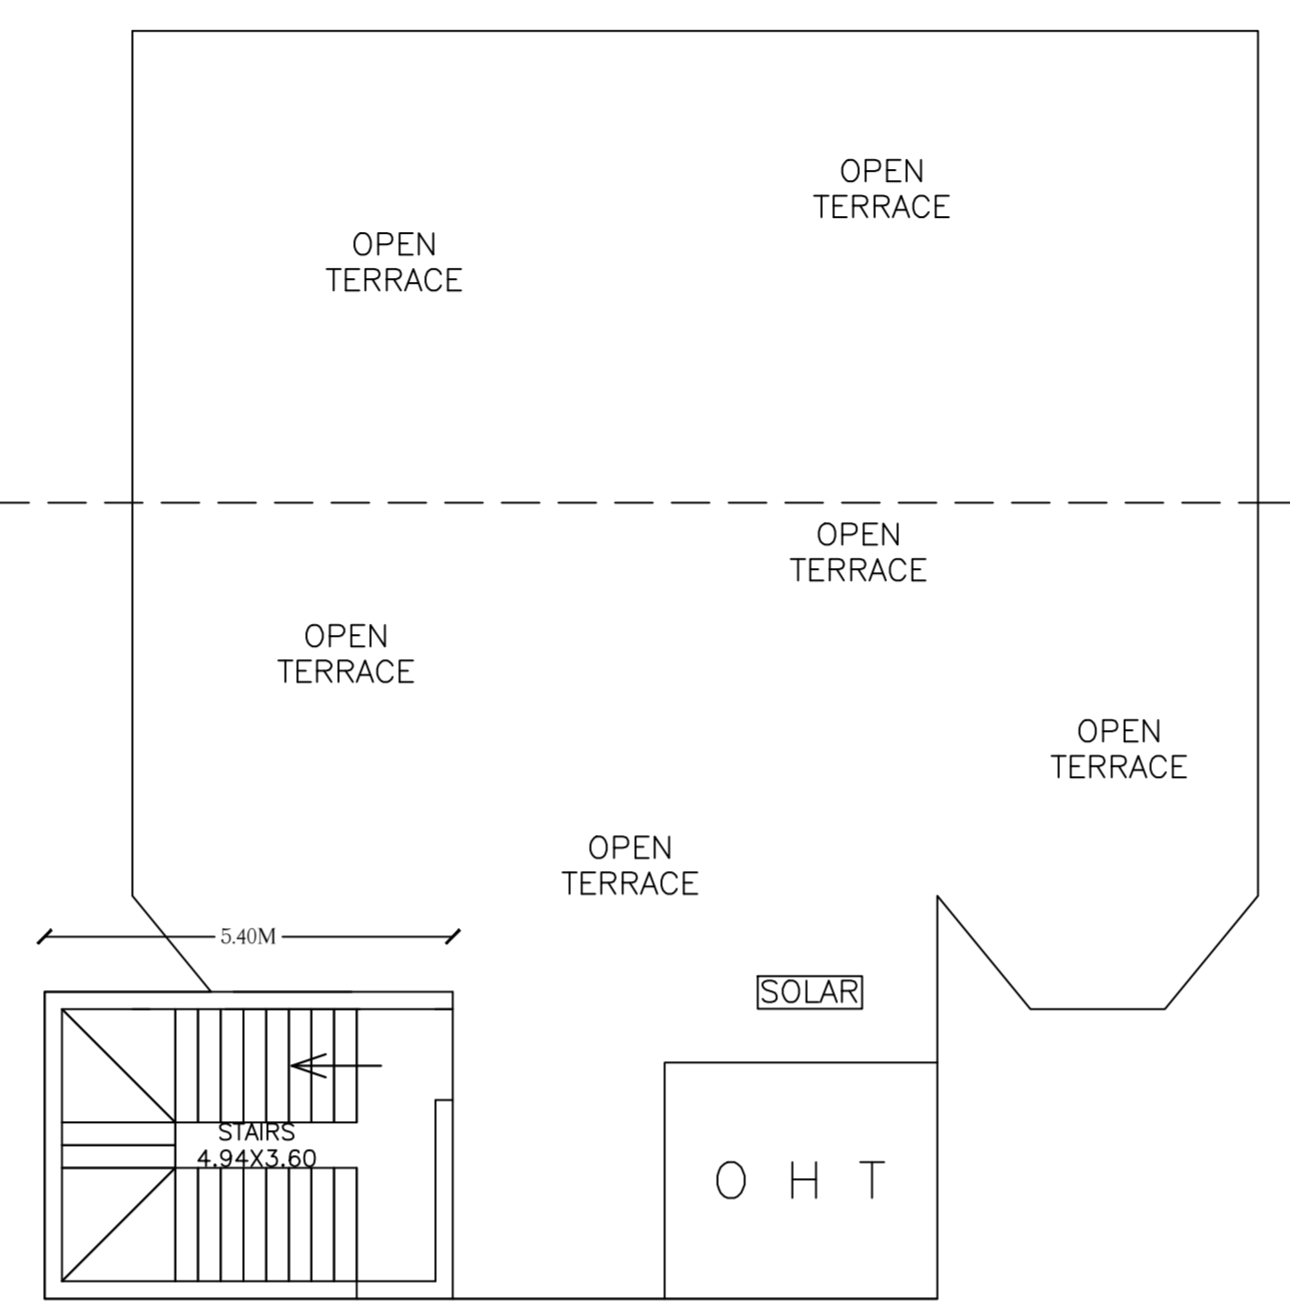 OPEN
TERRACE
OPEN
TERRACE
OPEN
TERRACE
OPEN
TERRACE
OPEN
TERRACE
OPEN
TERRACE
5.40M
SOLAR
STAIRS
4.94X3.60
O H T